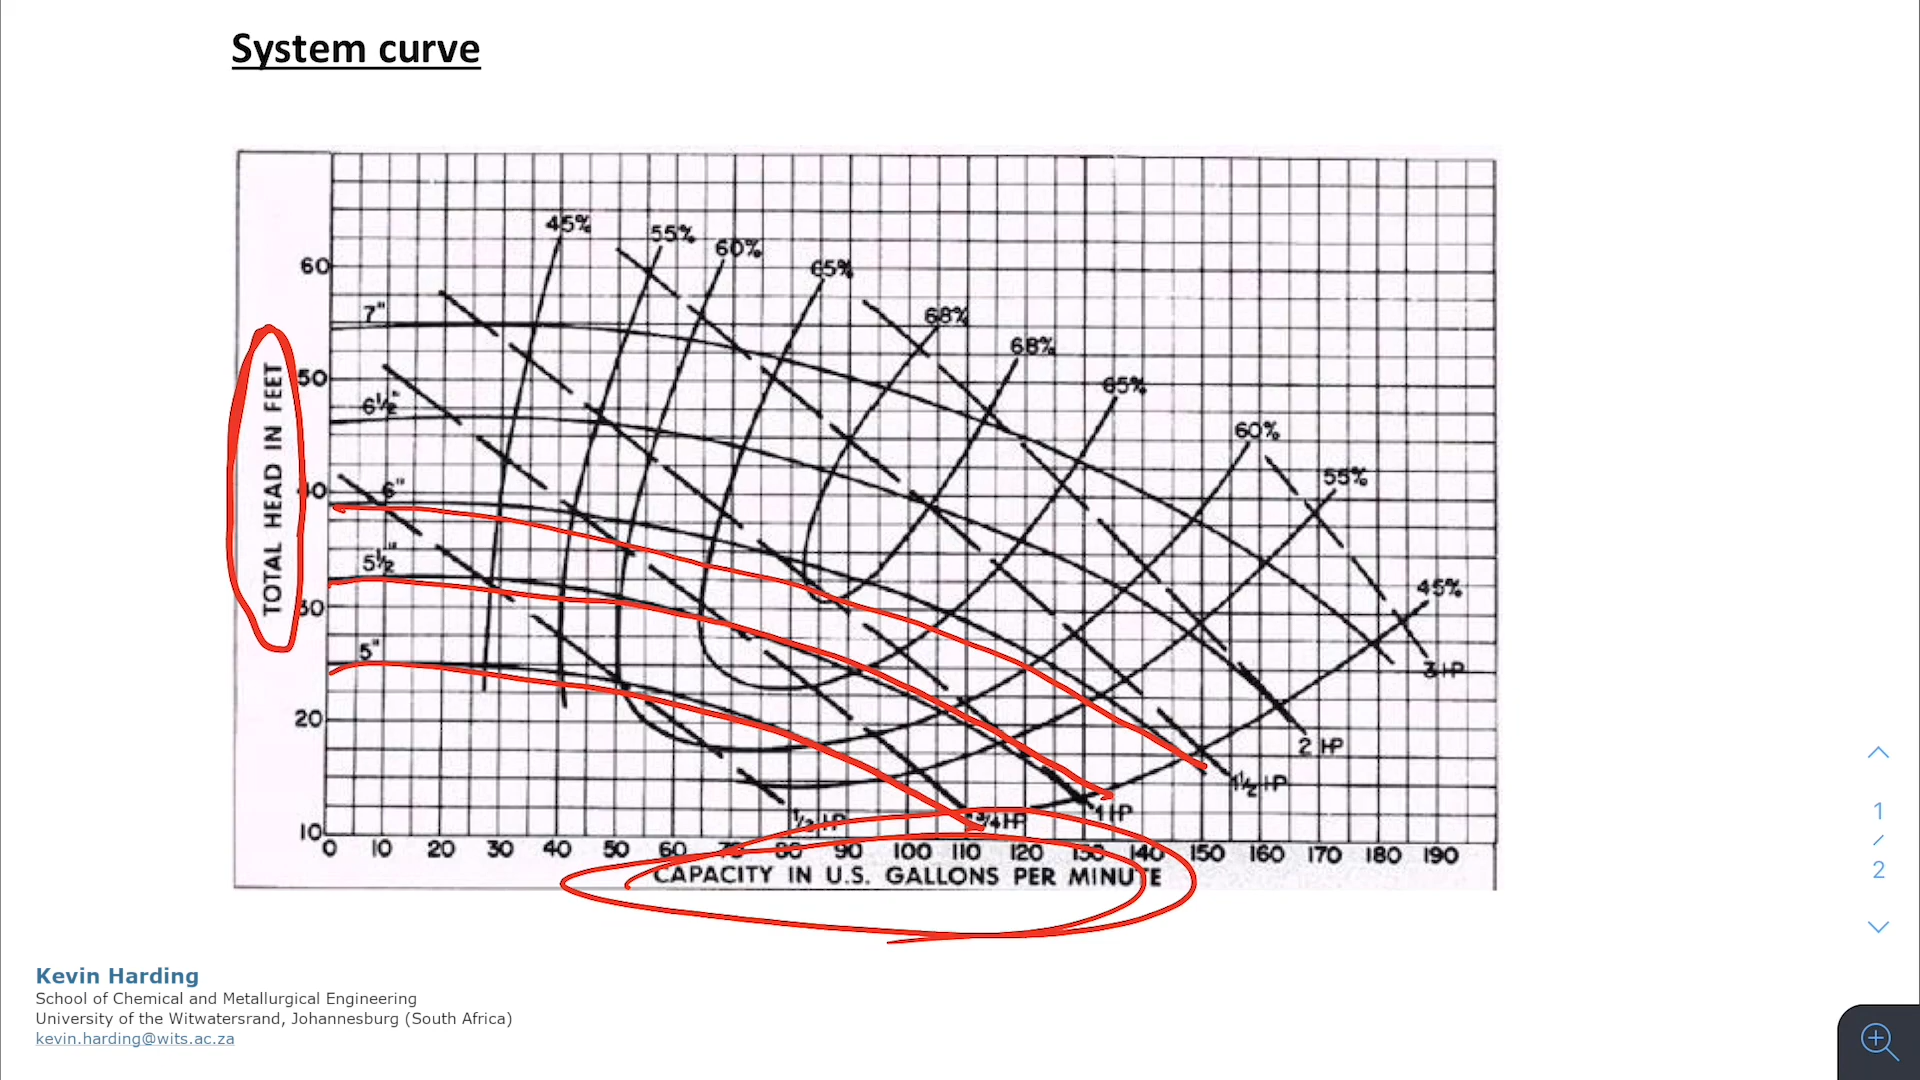 System curve
45%
55%
60%
65%
68%
68%
65%
60%
55%
45%
60
50
40
30
20
10
7"
6½"
6"
5½"
5"
TOTAL HEAD IN FEET
½ HP
¾ HP
1 HP
1½ HP
2 HP
3 HP
0 10 20 30 40 50 60 70 80 90 100 110 120 130 140 150 160 170 180 190
CAPACITY IN U.S. GALLONS PER MINUTE
Kevin Harding
School of Chemical and Metallurgical Engineering
University of the Witwatersrand, Johannesburg (South Africa)
kevin.harding@wits.ac.za
1
/
2